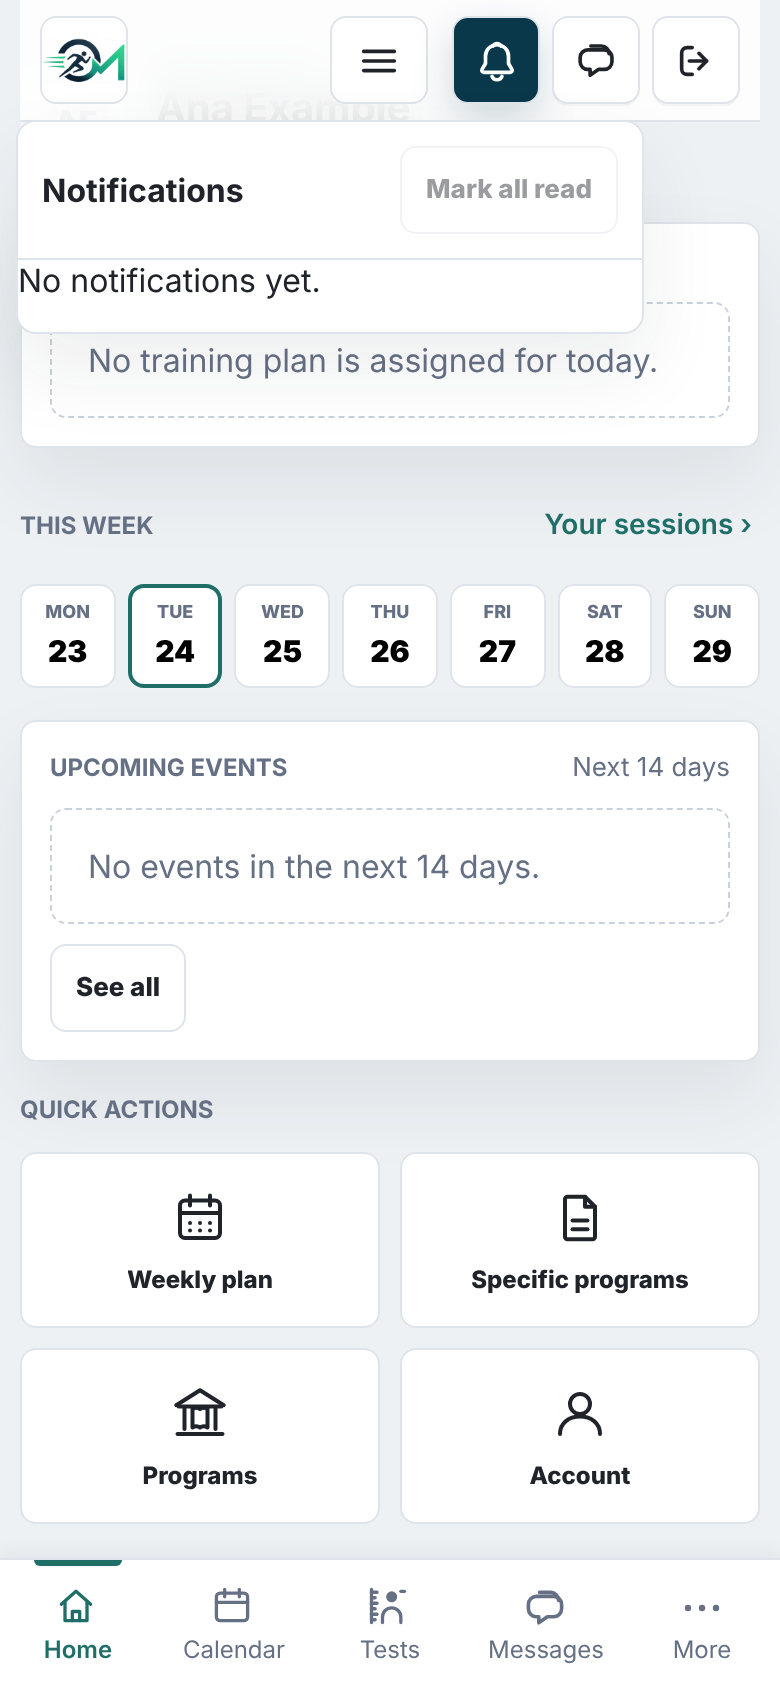 M
AE
Ana Example
Notifications
Mark all read
No notifications yet.
No training plan is assigned for today.
THIS WEEK
Your sessions ›
MON
TUE
WED
THU
FRI
SAT
SUN
23
24
25
26
27
28
29
UPCOMING EVENTS
Next 14 days
No events in the next 14 days.
See all
QUICK ACTIONS
Weekly plan
Specific programs
Programs
Account
Home
Calendar
Tests
Messages
More